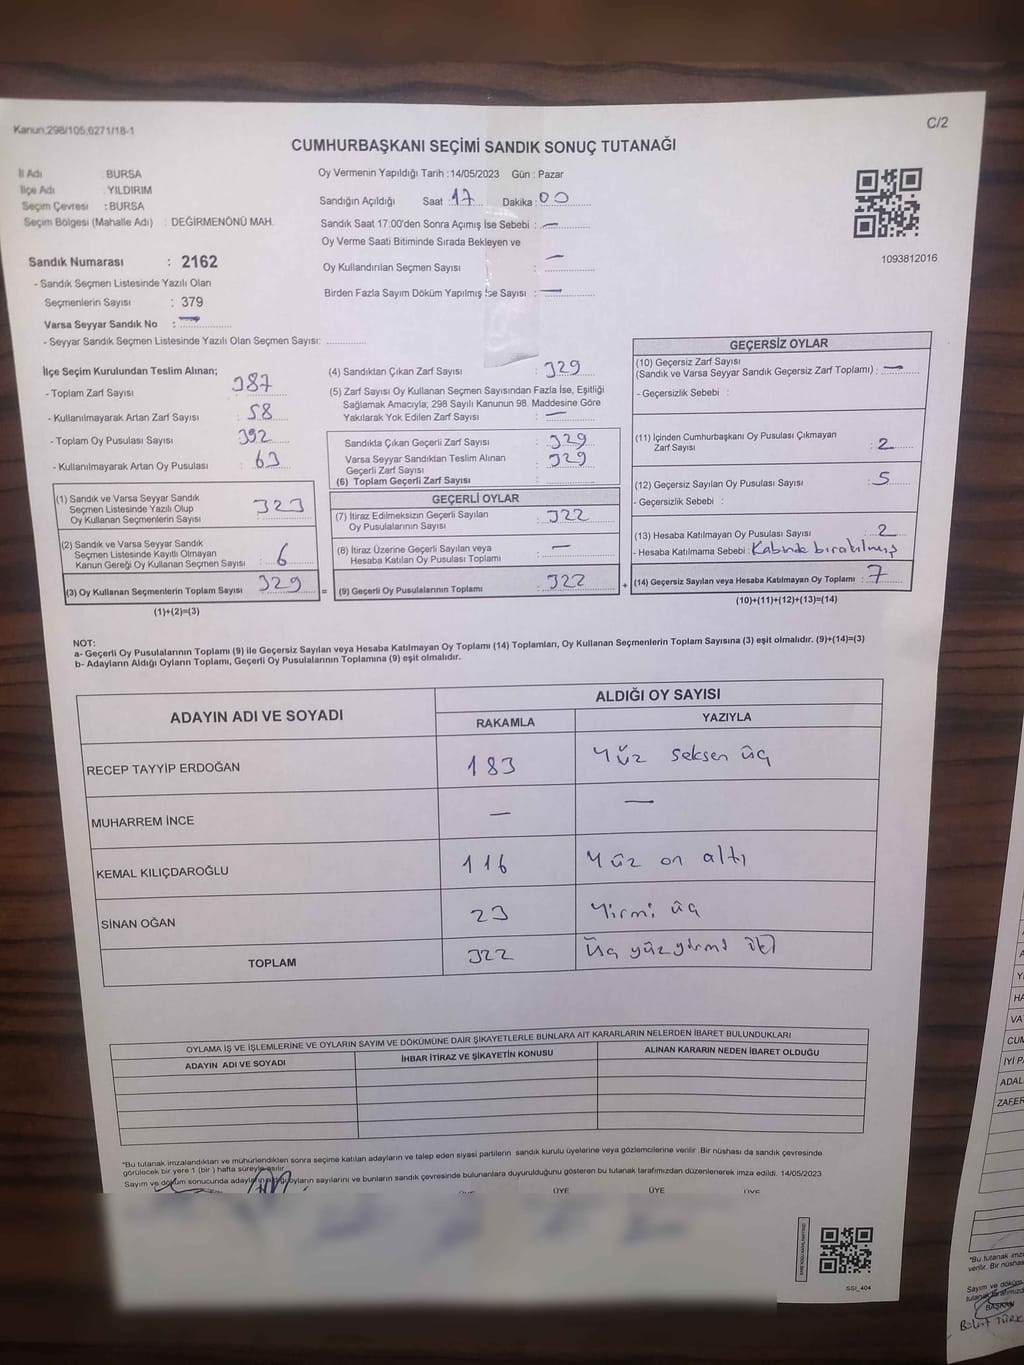 Kanun;298/105,6271/18-1
C/2
CUMHURBAŞKANI SEÇİMİ SANDIK SONUÇ TUTANAĞI
İl Adı : BURSA
İlçe Adı : YILDIRIM
Seçim Çevresi : BURSA
Seçim Bölgesi (Mahalle Adı) : DEĞİRMENÖNÜ MAH.
Sandık Numarası : 2162
- Sandık Seçmen Listesinde Yazılı Olan
Seçmenlerin Sayısı : 379
Varsa Seyyar Sandık No : —
- Seyyar Sandık Seçmen Listesinde Yazılı Olan Seçmen Sayısı:
Oy Vermenin Yapıldığı Tarih :14/05/2023 Gün : Pazar
Sandığın Açıldığı Saat 17 Dakika : 00
Sandık Saat 17:00'den Sonra Açımış İse Sebebi : —
Oy Verme Saati Bitiminde Sırada Bekleyen ve
Oy Kullandırılan Seçmen Sayısı : —
Birden Fazla Sayım Döküm Yapılmış İse Sayısı : —
1093812016
İlçe Seçim Kurulundan Teslim Alınan;
- Toplam Zarf Sayısı : 387
- Kullanılmayarak Artan Zarf Sayısı : 58
- Toplam Oy Pusulası Sayısı : 392
- Kullanılmayarak Artan Oy Pusulası : 63
(1) Sandık ve Varsa Seyyar Sandık
Seçmen Listesinde Yazılı Olup
Oy Kullanan Seçmenlerin Sayısı : 323
(2) Sandık ve Varsa Seyyar Sandık
Seçmen Listesinde Kayıtlı Olmayan
Kanun Gereği Oy Kullanan Seçmen Sayısı : 6
(3) Oy Kullanan Seçmenlerin Toplam Sayısı : 329
(1)+(2)=(3)
(4) Sandıktan Çıkan Zarf Sayısı : 329
(5) Zarf Sayısı Oy Kullanan Seçmen Sayısından Fazla İse, Eşitliği
Sağlamak Amacıyla; 298 Sayılı Kanunun 98. Maddesine Göre
Yakılarak Yok Edilen Zarf Sayısı : —
Sandıkta Çıkan Geçerli Zarf Sayısı : 329
Varsa Seyyar Sandıktan Teslim Alınan
Geçerli Zarf Sayısı : 329
(6) Toplam Geçerli Zarf Sayısı :
GEÇERLİ OYLAR
(7) İtiraz Edilmeksizin Geçerli Sayılan
Oy Pusulalarının Sayısı : 322
(8) İtiraz Üzerine Geçerli Sayılan veya
Hesaba Katılan Oy Pusulası Toplamı : —
= (9) Geçerli Oy Pusulalarının Toplamı : 322
GEÇERSİZ OYLAR
(10) Geçersiz Zarf Sayısı
(Sandık ve Varsa Seyyar Sandık Geçersiz Zarf Toplamı) : —
- Geçersizlik Sebebi :
(11) İçinden Cumhurbaşkanı Oy Pusulası Çıkmayan
Zarf Sayısı : 2
(12) Geçersiz Sayılan Oy Pusulası Sayısı : 5
- Geçersizlik Sebebi :
(13) Hesaba Katılmayan Oy Pusulası Sayısı : 2
- Hesaba Katılmama Sebebi : Kabinde bırakılmış
+ (14) Geçersiz Sayılan veya Hesaba Katılmayan Oy Toplamı : 7
(10)+(11)+(12)+(13)=(14)
NOT:
a- Geçerli Oy Pusulalarının Toplamı (9) ile Geçersiz Sayılan veya Hesaba Katılmayan Oy Toplamı (14) Toplamları, Oy Kullanan Seçmenlerin Toplam Sayısına (3) eşit olmalıdır. (9)+(14)=(3)
b- Adayların Aldığı Oyların Toplamı, Geçerli Oy Pusulalarının Toplamına (9) eşit olmalıdır.
ADAYIN ADI VE SOYADI
ALDIĞI OY SAYISI
RAKAMLA YAZIYLA
RECEP TAYYİP ERDOĞAN 183 Yüz seksen üç
MUHARREM İNCE — —
KEMAL KILIÇDAROĞLU 116 Yüz on altı
SİNAN OĞAN 23 Yirmi üç
TOPLAM 322 Üç yüz yirmi iki
OYLAMA İŞ VE İŞLEMLERİNE VE OYLARIN SAYIM VE DÖKÜMÜNE DAİR ŞİKAYETLERLE BUNLARA AİT KARARLARIN NELERDEN İBARET BULUNDUKLARI
ADAYIN ADI VE SOYADI İHBAR İTİRAZ VE ŞİKAYETİN KONUSU ALINAN KARARIN NEDEN İBARET OLDUĞU
"Bu tutanak imzalandıktan ve mühürlendikten sonra seçime katılan adayların ve talep eden siyasi partilerin sandık kurulu üyelerine veya gözlemcilerine verilir. Bir nüshası da sandık çevresinde
görülecek bir yere 1 (bir ) hafta süreyle asılır.
Sayım ve döküm sonucunda adayların aldığı oyların sayılarını ve bunların sandık çevresinde bulunanlara duyurulduğunu gösteren bu tutanak tarafımızdan düzenlenerek imza edildi. 14/05/2023
ÜYE ÜYE ÜYE ÜYE
SSI_404
CUM
İYİ P
ADAL
ZAFER
"Bu tutanak imza
verilir. Bir nüshas
Sayım ve döküm
BAŞKAN